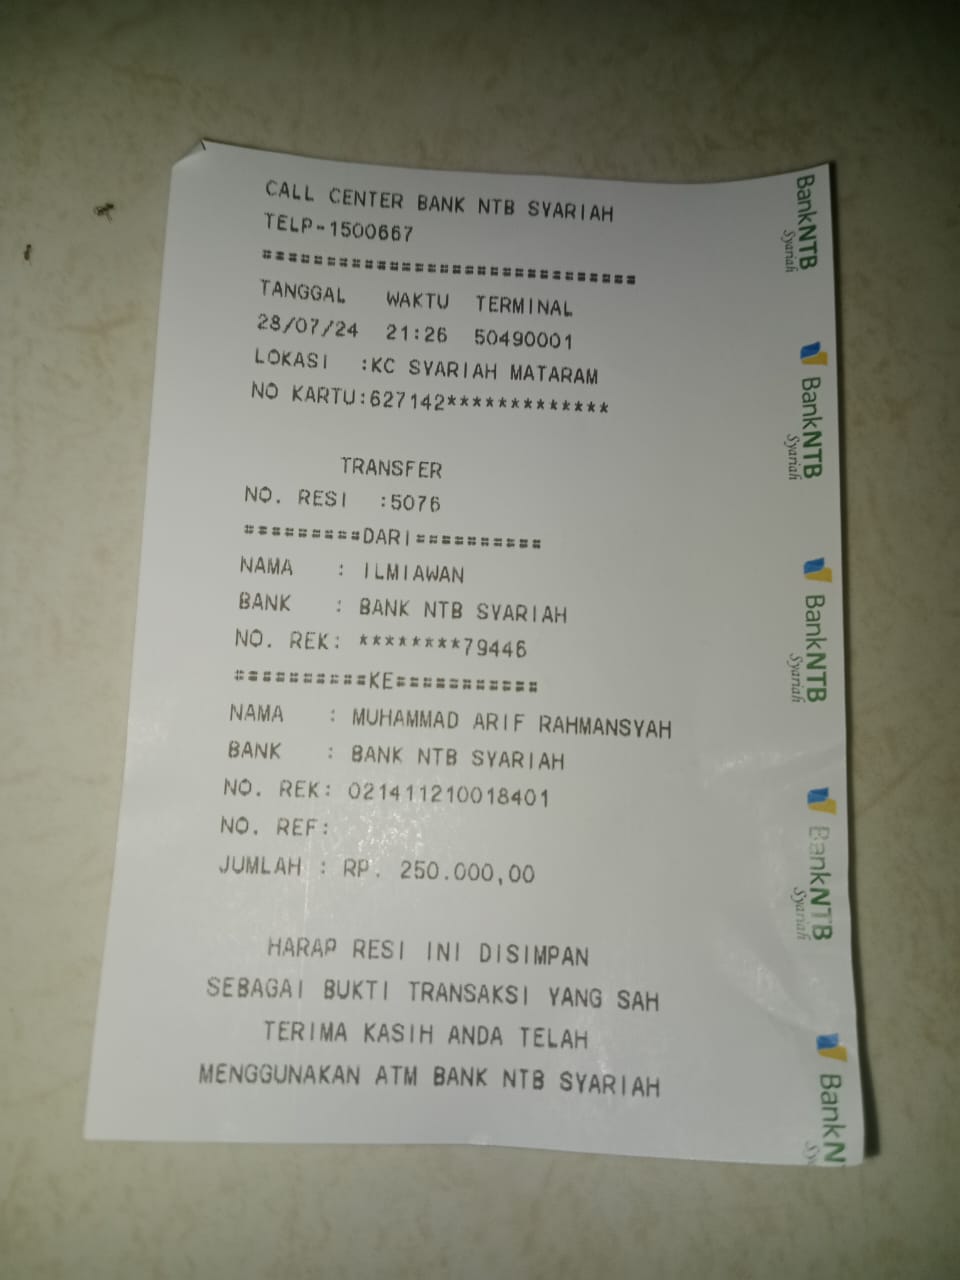 CALL CENTER BANK NTB SYARIAH
TELP-1500667
==============================
TANGGAL WAKTU TERMINAL
28/07/24 21:26 50490001
LOKASI :KC SYARIAH MATARAM
NO KARTU:627142*************
TRANSFER
NO. RESI :5076
=========DARI==========
NAMA : ILMIAWAN
BANK : BANK NTB SYARIAH
NO. REK: ********79446
==========KE===========
NAMA : MUHAMMAD ARIF RAHMANSYAH
BANK : BANK NTB SYARIAH
NO. REK: 021411210018401
NO. REF:
JUMLAH : RP. 250.000,00
HARAP RESI INI DISIMPAN
SEBAGAI BUKTI TRANSAKSI YANG SAH
TERIMA KASIH ANDA TELAH
MENGGUNAKAN ATM BANK NTB SYARIAH
BankNTB
Syariah
BankNTB
Syariah
BankNTB
Syariah
BankNTB
Syariah
BankN
Sy